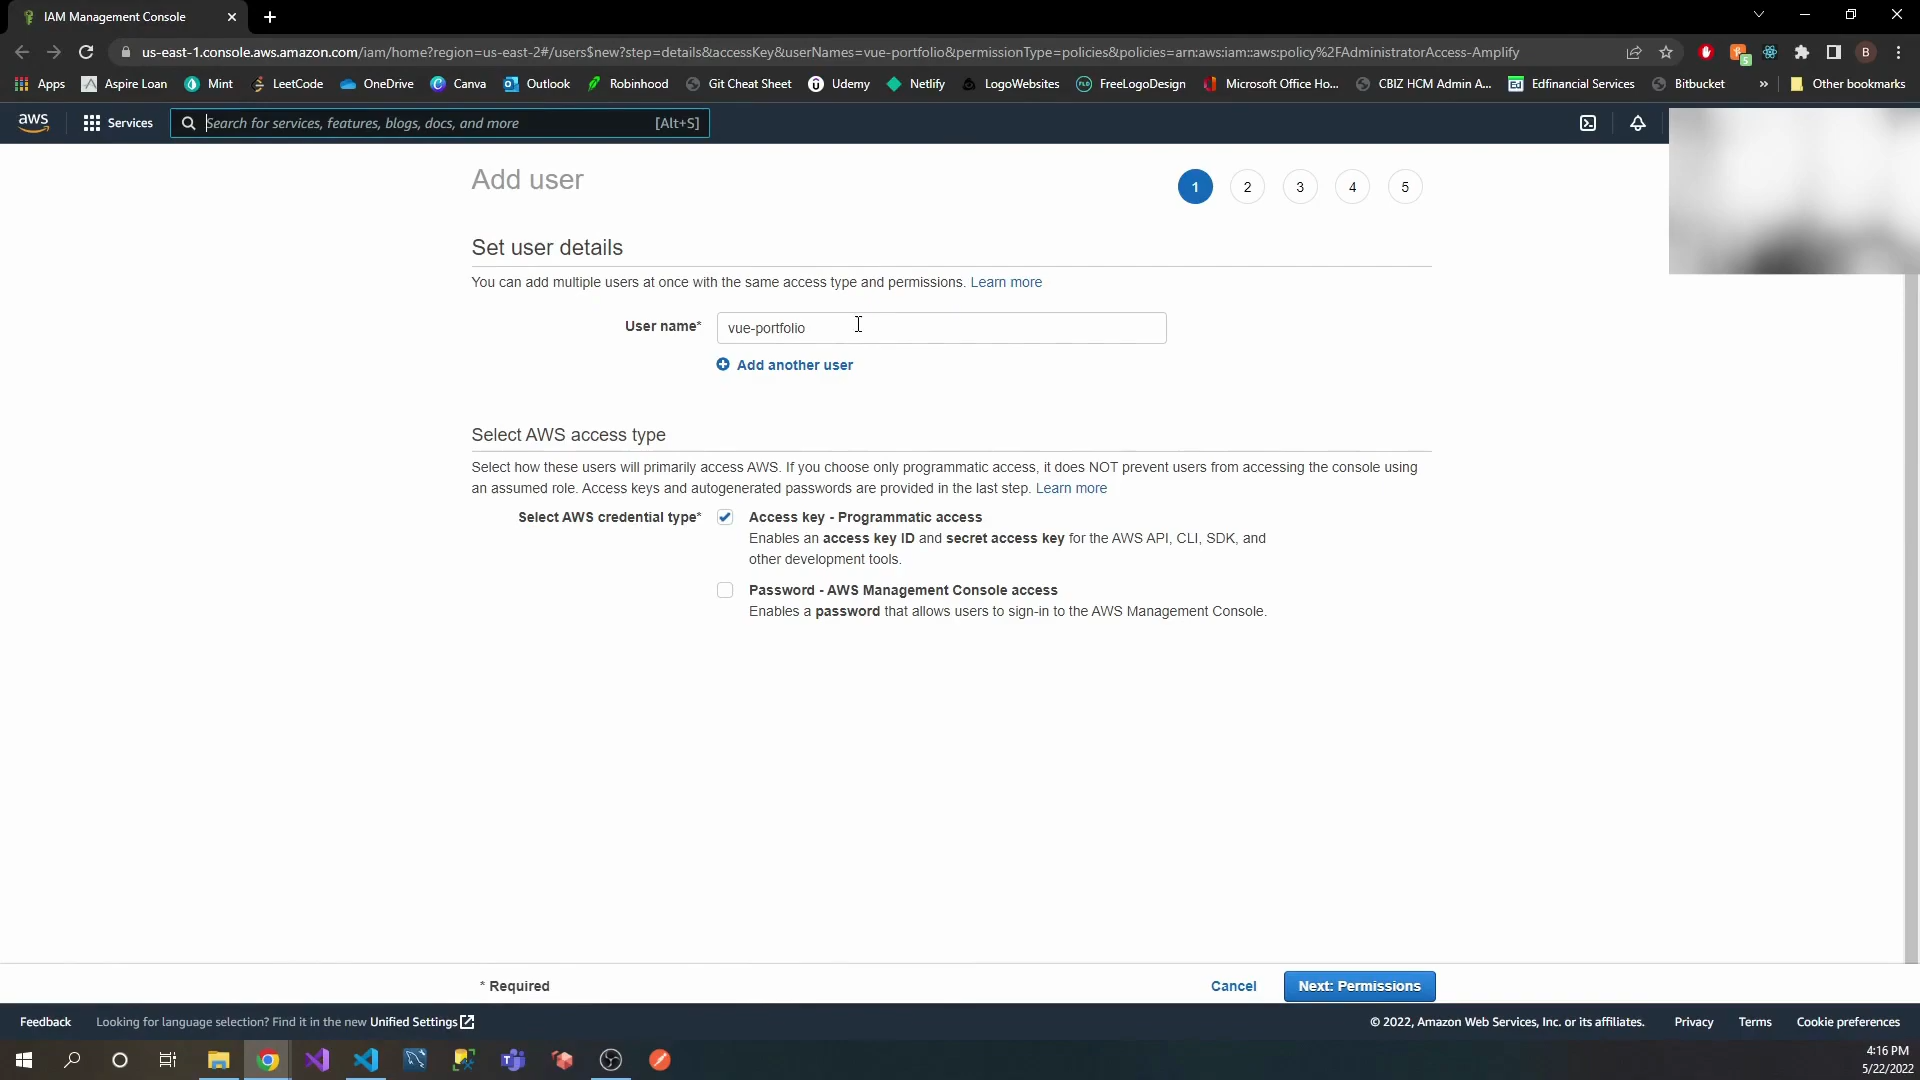 IAM Management Console
us-east-1.console.aws.amazon.com/iam/home?region=us-east-2#/users$new?step=details&accessKey&userNames=vue-portfolio&permissionType=policies&policies=arn:aws:iam::aws:policy%2FAdministratorAccess-Amplify
5
B
Apps Aspire Loan Mint LeetCode OneDrive Canva Outlook Robinhood Git Cheat Sheet Udemy Netlify LogoWebsites FreeLogoDesign Microsoft Office Ho... CBIZ HCM Admin A... Edfinancial Services Bitbucket » Other bookmarks
aws Services Search for services, features, blogs, docs, and more [Alt+S]
Add user 1 2 3 4 5
Set user details
You can add multiple users at once with the same access type and permissions. Learn more
User name* vue-portfolio
Add another user
Select AWS access type
Select how these users will primarily access AWS. If you choose only programmatic access, it does NOT prevent users from accessing the console using
an assumed role. Access keys and autogenerated passwords are provided in the last step. Learn more
Select AWS credential type* Access key - Programmatic access
Enables an access key ID and secret access key for the AWS API, CLI, SDK, and
other development tools.
Password - AWS Management Console access
Enables a password that allows users to sign-in to the AWS Management Console.
* Required Cancel Next: Permissions
Feedback Looking for language selection? Find it in the new Unified Settings © 2022, Amazon Web Services, Inc. or its affiliates. Privacy Terms Cookie preferences
4:16 PM
5/22/2022